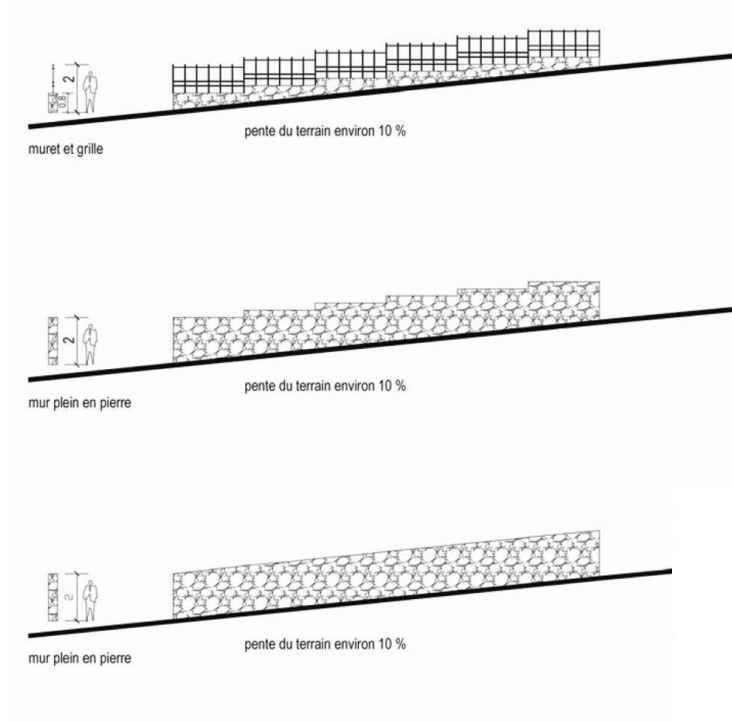 2
0.8
pente du terrain environ 10 %
muret et grille
2
pente du terrain environ 10 %
mur plein en pierre
2
pente du terrain environ 10 %
mur plein en pierre